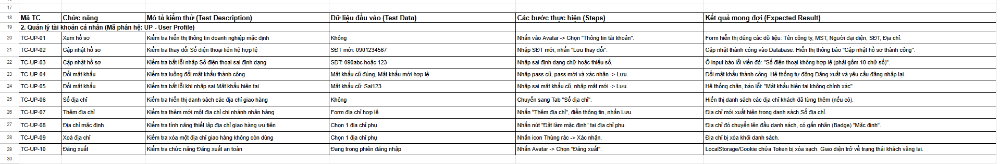 17
18 Mã TC Chức năng Mô tả kiểm thử (Test Description) Dữ liệu đầu vào (Test Data) Các bước thực hiện (Steps) Kết quả mong đợi (Expected Result)
19 2. Quản lý tài khoản cá nhân (Mã phân hệ: UP - User Profile)
20 TC-UP-01 Xem hồ sơ Kiểm tra hiển thị thông tin doanh nghiệp mặc định Không Nhấn vào Avatar -> Chọn "Thông tin tài khoản". Form hiển thị đúng các dữ liệu: Tên công ty, MST, Người đại diện, SĐT, Địa chỉ.
21 TC-UP-02 Cập nhật hồ sơ Kiểm tra thay đổi Số điện thoại liên hệ hợp lệ SĐT mới: 0901234567 Nhập SĐT mới, nhấn "Lưu thay đổi". Cập nhật thành công vào Database. Hiển thị thông báo "Cập nhật hồ sơ thành công".
22 TC-UP-03 Cập nhật hồ sơ Kiểm tra bắt lỗi nhập Số điện thoại sai định dạng SĐT: 090abc hoặc 123 Nhập sai định dạng chữ hoặc thiếu số. Ô input báo lỗi viền đỏ: "Số điện thoại không hợp lệ (phải gồm 10 chữ số)".
23 TC-UP-04 Đổi mật khẩu Kiểm tra luồng đổi mật khẩu thành công Mật khẩu cũ đúng, Mật khẩu mới hợp lệ Nhập pass cũ, pass mới và xác nhận -> Lưu. Đổi mật khẩu thành công. Hệ thống tự động Đăng xuất và yêu cầu đăng nhập lại.
24 TC-UP-05 Đổi mật khẩu Kiểm tra bắt lỗi khi nhập sai Mật khẩu hiện tại Mật khẩu cũ: Sai123 Nhập sai mật khẩu cũ, nhập mật mới -> Lưu. Hệ thống chặn, báo lỗi: "Mật khẩu hiện tại không chính xác".
25 TC-UP-06 Sổ địa chỉ Kiểm tra hiển thị danh sách các địa chỉ giao hàng Không Chuyển sang Tab "Sổ địa chỉ". Hiển thị danh sách các địa chỉ khách đã từng thêm (nếu có).
26 TC-UP-07 Thêm địa chỉ Kiểm tra thêm mới một địa chỉ chi nhánh nhận hàng Form địa chỉ hợp lệ Nhấn "Thêm địa chỉ", điền thông tin, nhấn Lưu. Địa chỉ mới xuất hiện trong danh sách Sổ địa chỉ.
27 TC-UP-08 Địa chỉ mặc định Kiểm tra tính năng thiết lập địa chỉ giao hàng ưu tiên Chọn 1 địa chỉ phụ Nhấn nút "Đặt làm mặc định" tại địa chỉ phụ. Địa chỉ đó chuyển lên đầu danh sách, có gắn nhãn (Badge) "Mặc định".
28 TC-UP-09 Xoá địa chỉ Kiểm tra xóa một địa chỉ giao hàng không còn dùng Chọn 1 địa chỉ phụ Nhấn icon Thùng rác -> Xác nhận. Địa chỉ bị xóa khỏi danh sách.
29 TC-UP-10 Đăng xuất Kiểm tra chức năng Đăng xuất an toàn Đang trong phiên đăng nhập Nhấn Avatar -> Chọn "Đăng xuất". LocalStorage/Cookie chứa Token bị xóa sạch. Giao diện trở về trạng thái khách vãng lai.
30